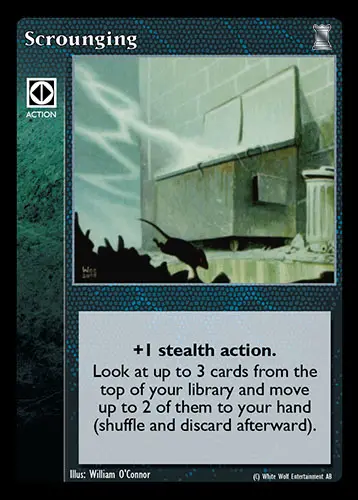 Scrounging
ACTION
+1 stealth action.
Look at up to 3 cards from the
top of your library and move
up to 2 of them to your hand
(shuffle and discard afterward).
Illus: William O'Connor
(C) White Wolf Entertainment AB